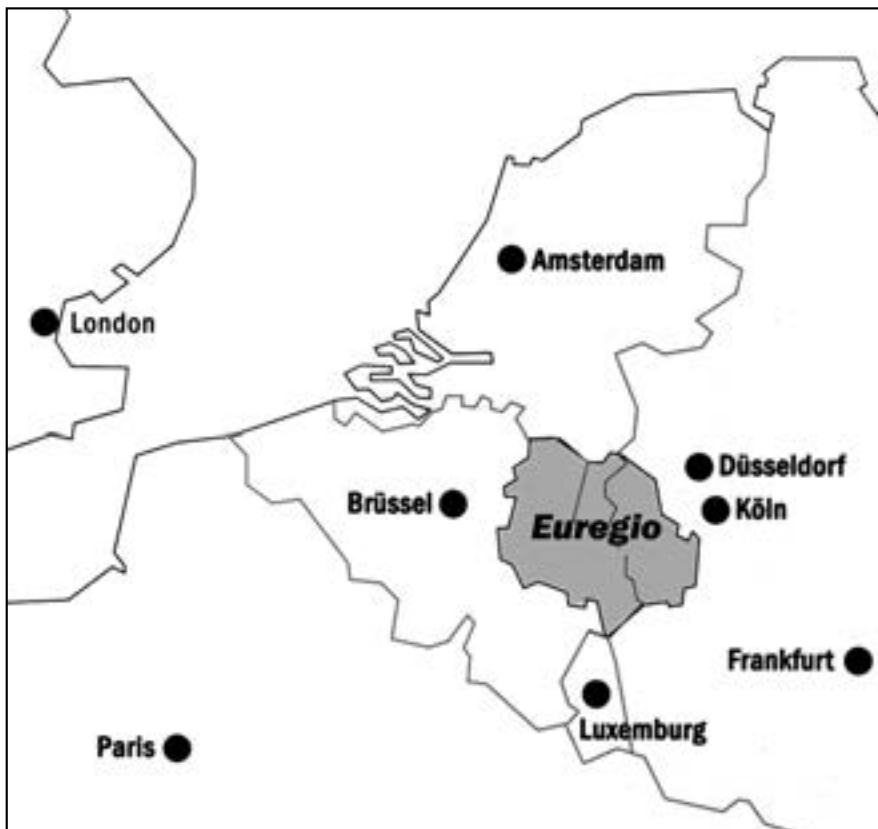 Amsterdam
London
Düsseldorf
Brüssel
Köln
Euregio
Frankfurt
Luxemburg
Paris